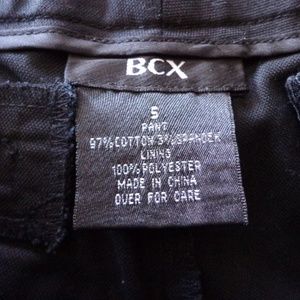 BCX
5
PANT
97% COTTON 3% SPANDEX
LINING
100% POLYESTER
MADE IN CHINA
OVER FOR CARE